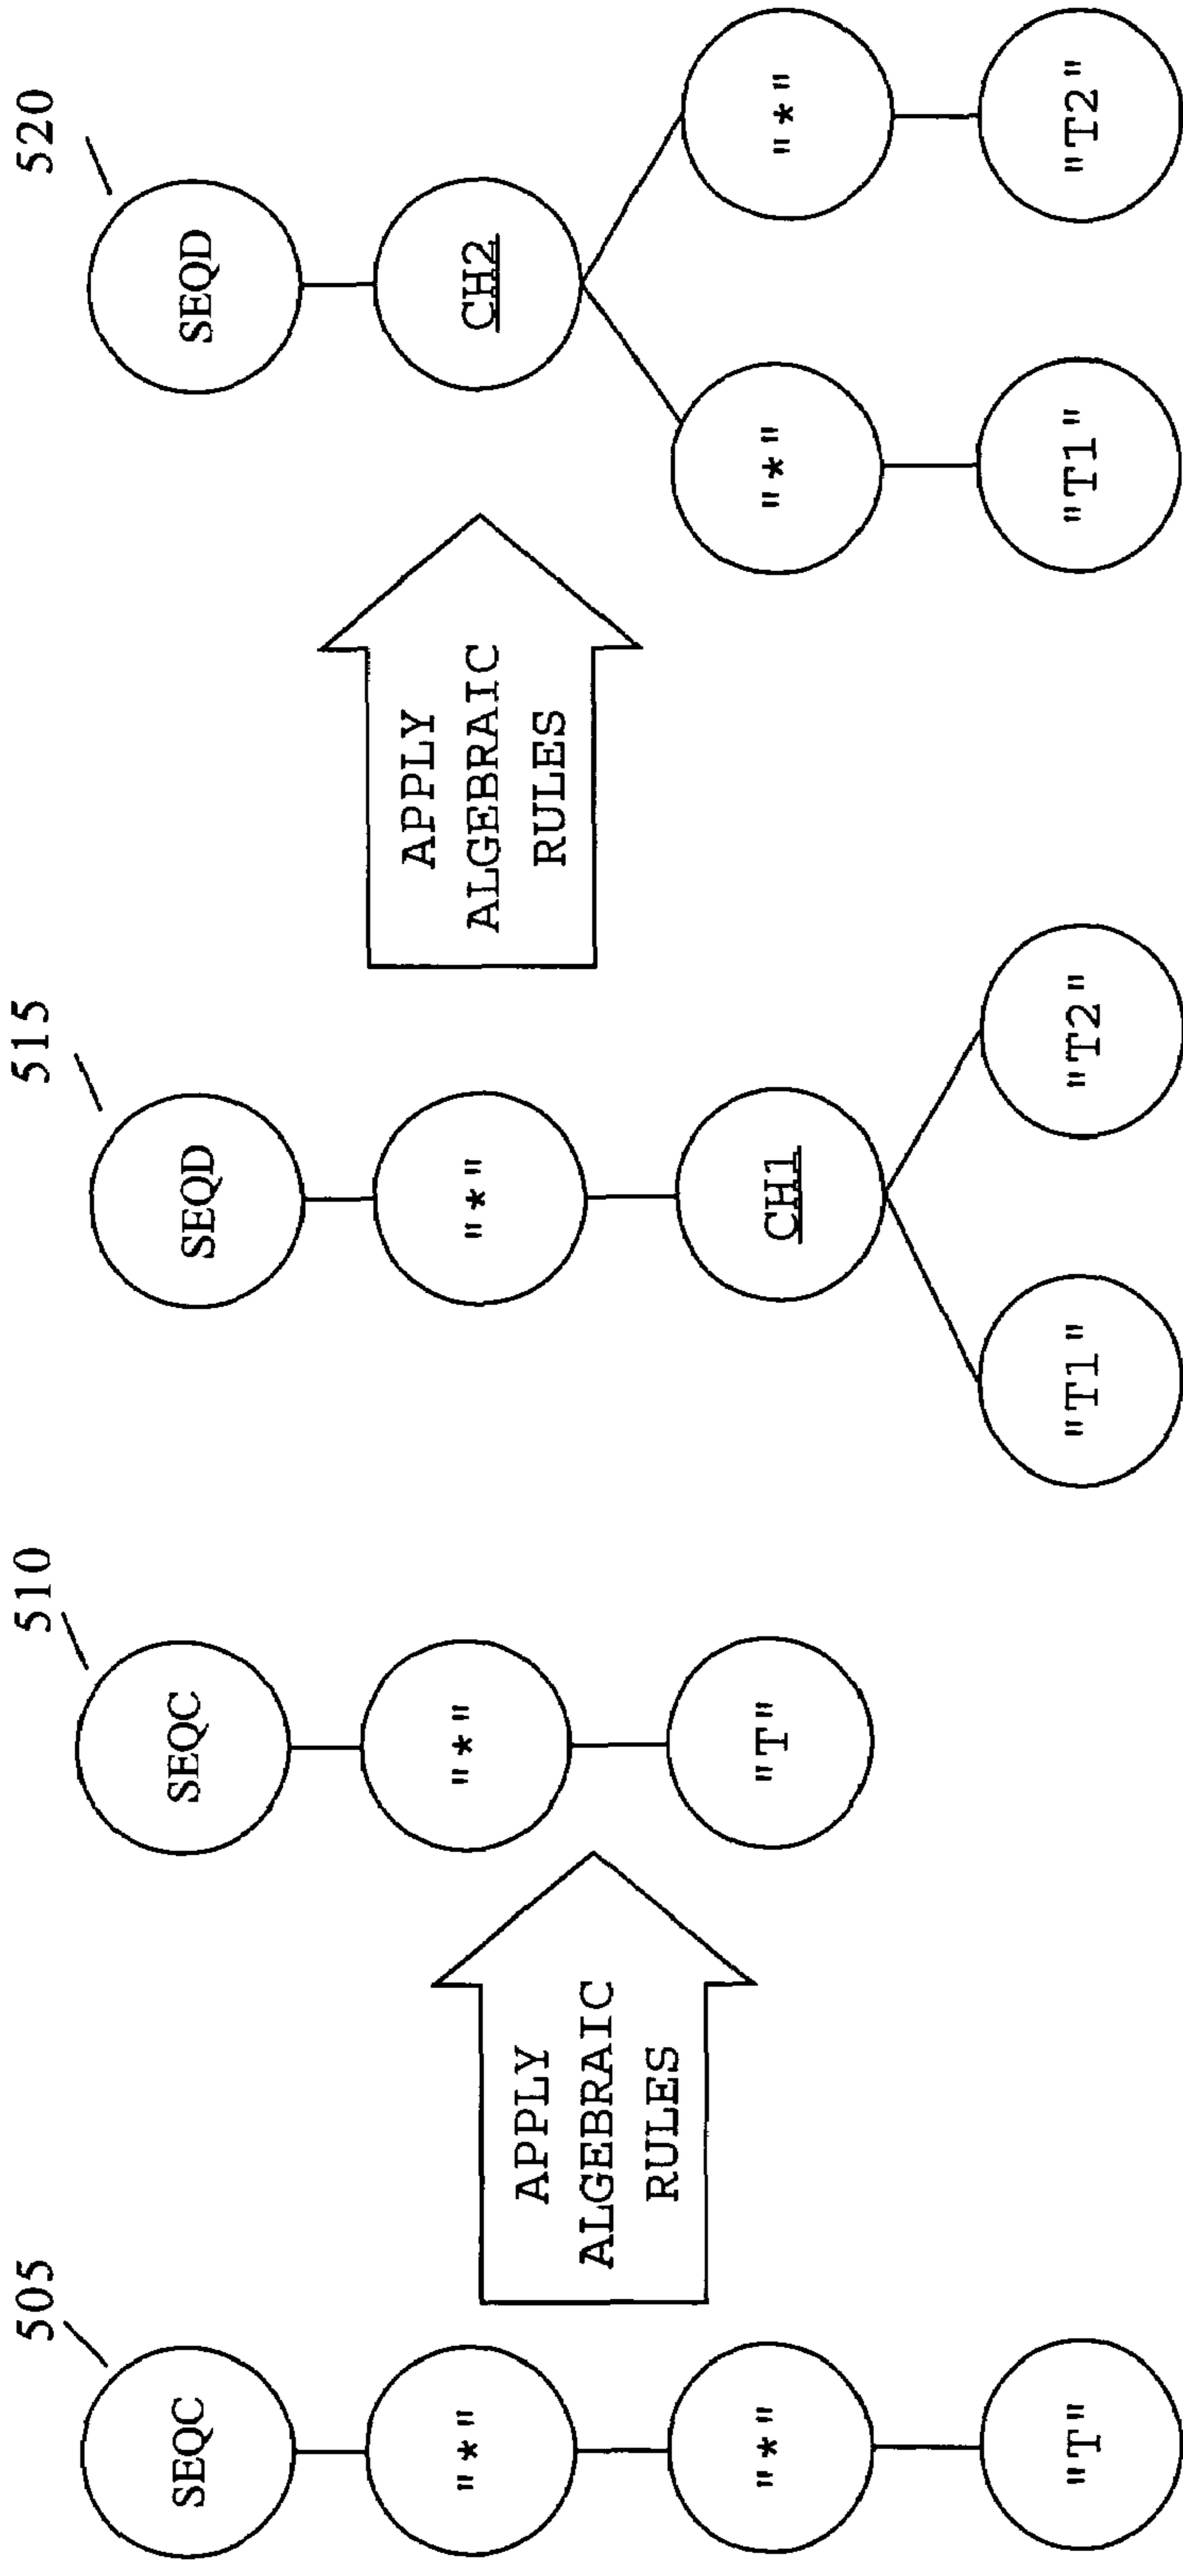 505
SEQC
"*"
"*"
"T"
APPLY
ALGEBRAIC
RULES
510
SEQC
"*"
"T"
515
SEQD
"*"
CH1
"T1"
"T2"
APPLY
ALGEBRAIC
RULES
520
SEQD
CH2
"*"
"*"
"T1"
"T2"